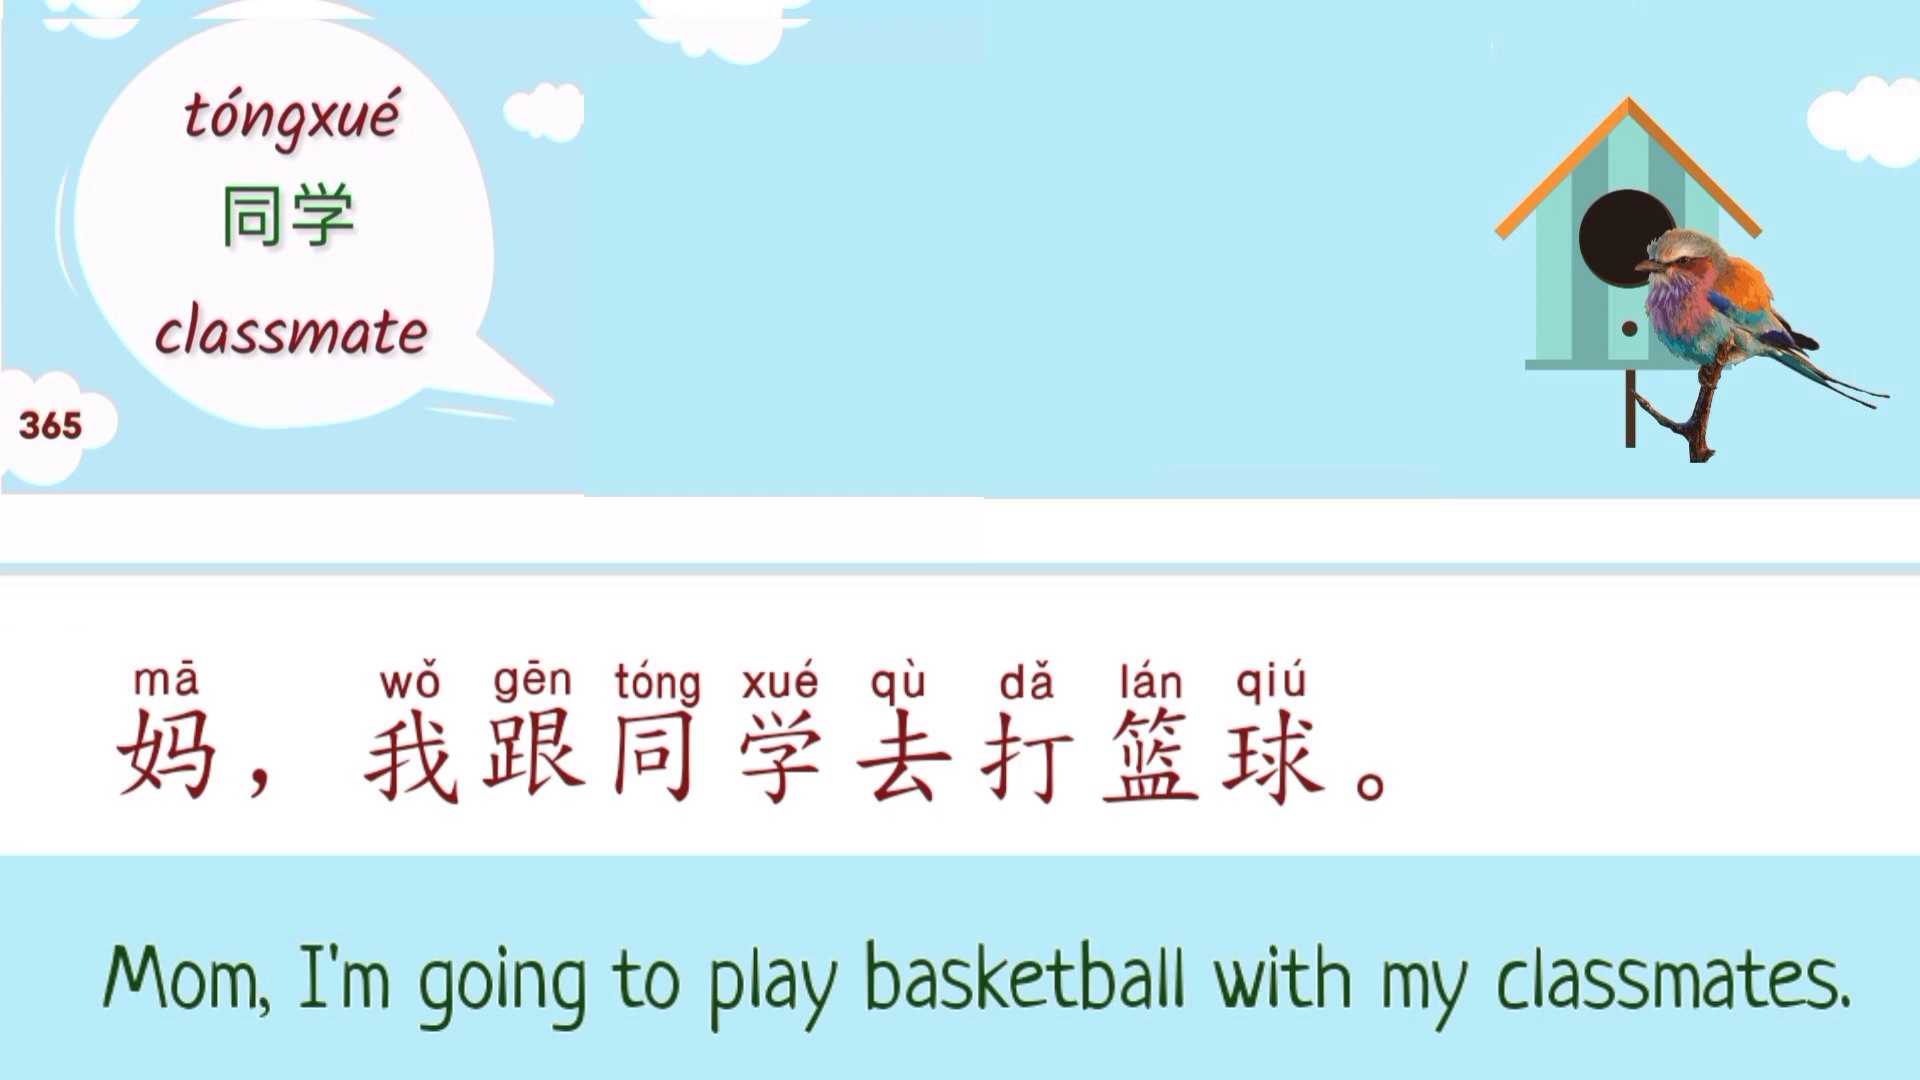 tóngxué
同学
classmate
365
mā wǒ gēn tóng xué qù dǎ lán qiú
妈，我跟同学去打篮球。
Mom, I'm going to play basketball with my classmates.